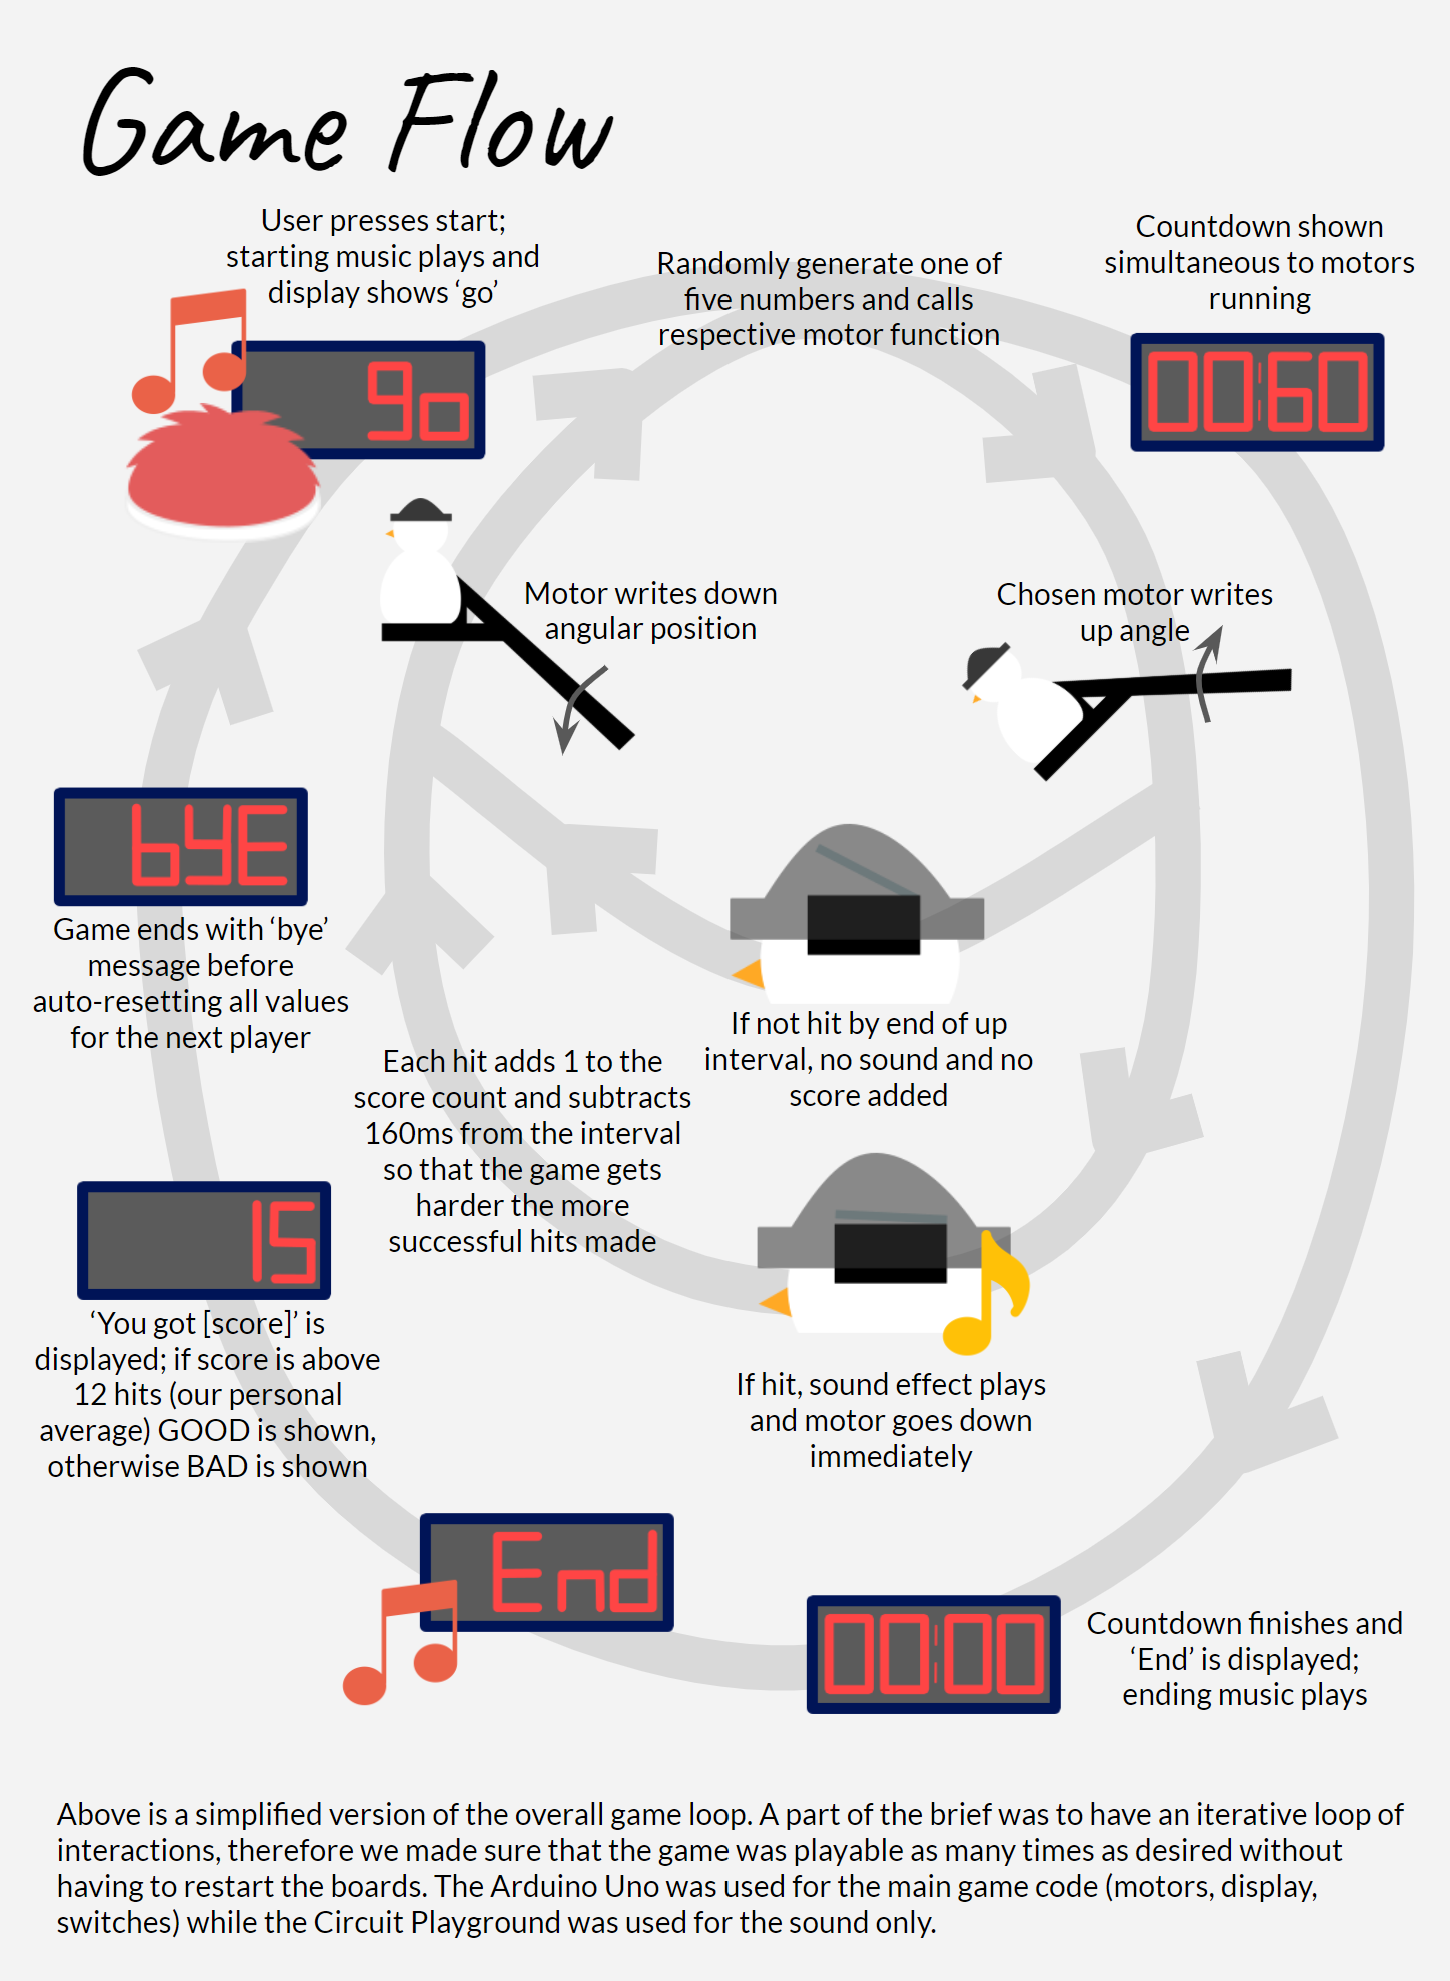 Game Flow
User presses start;
starting music plays and
display shows ‘go’
go
Randomly generate one of
five numbers and calls
respective motor function
Countdown shown
simultaneous to motors
running
00:60
Motor writes down
angular position
Chosen motor writes
up angle
byE
Game ends with ‘bye’
message before
auto-resetting all values
for the next player
If not hit by end of up
interval, no sound and no
score added
Each hit adds 1 to the
score count and subtracts
160ms from the interval
so that the game gets
harder the more
successful hits made
15
‘You got [score]’ is
displayed; if score is above
12 hits (our personal
average) GOOD is shown,
otherwise BAD is shown
If hit, sound effect plays
and motor goes down
immediately
End
00:00
Countdown finishes and
‘End’ is displayed;
ending music plays
Above is a simplified version of the overall game loop. A part of the brief was to have an iterative loop of
interactions, therefore we made sure that the game was playable as many times as desired without
having to restart the boards. The Arduino Uno was used for the main game code (motors, display,
switches) while the Circuit Playground was used for the sound only.